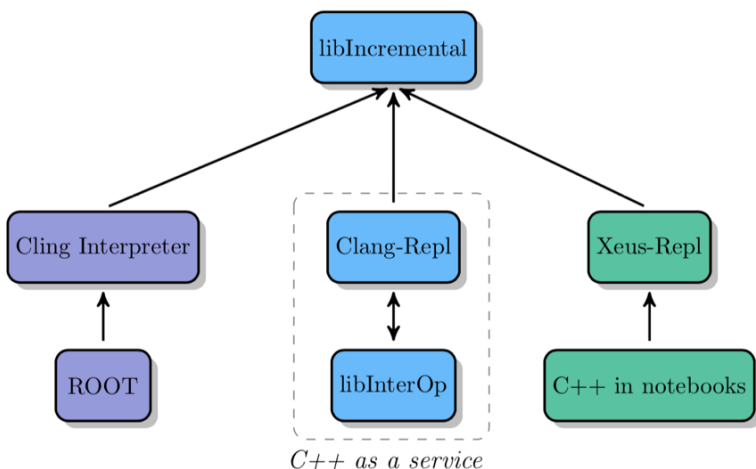 libIncremental
Cling Interpreter
Clang-Repl
Xeus-Repl
ROOT
libInterOp
C++ in notebooks
C++ as a service